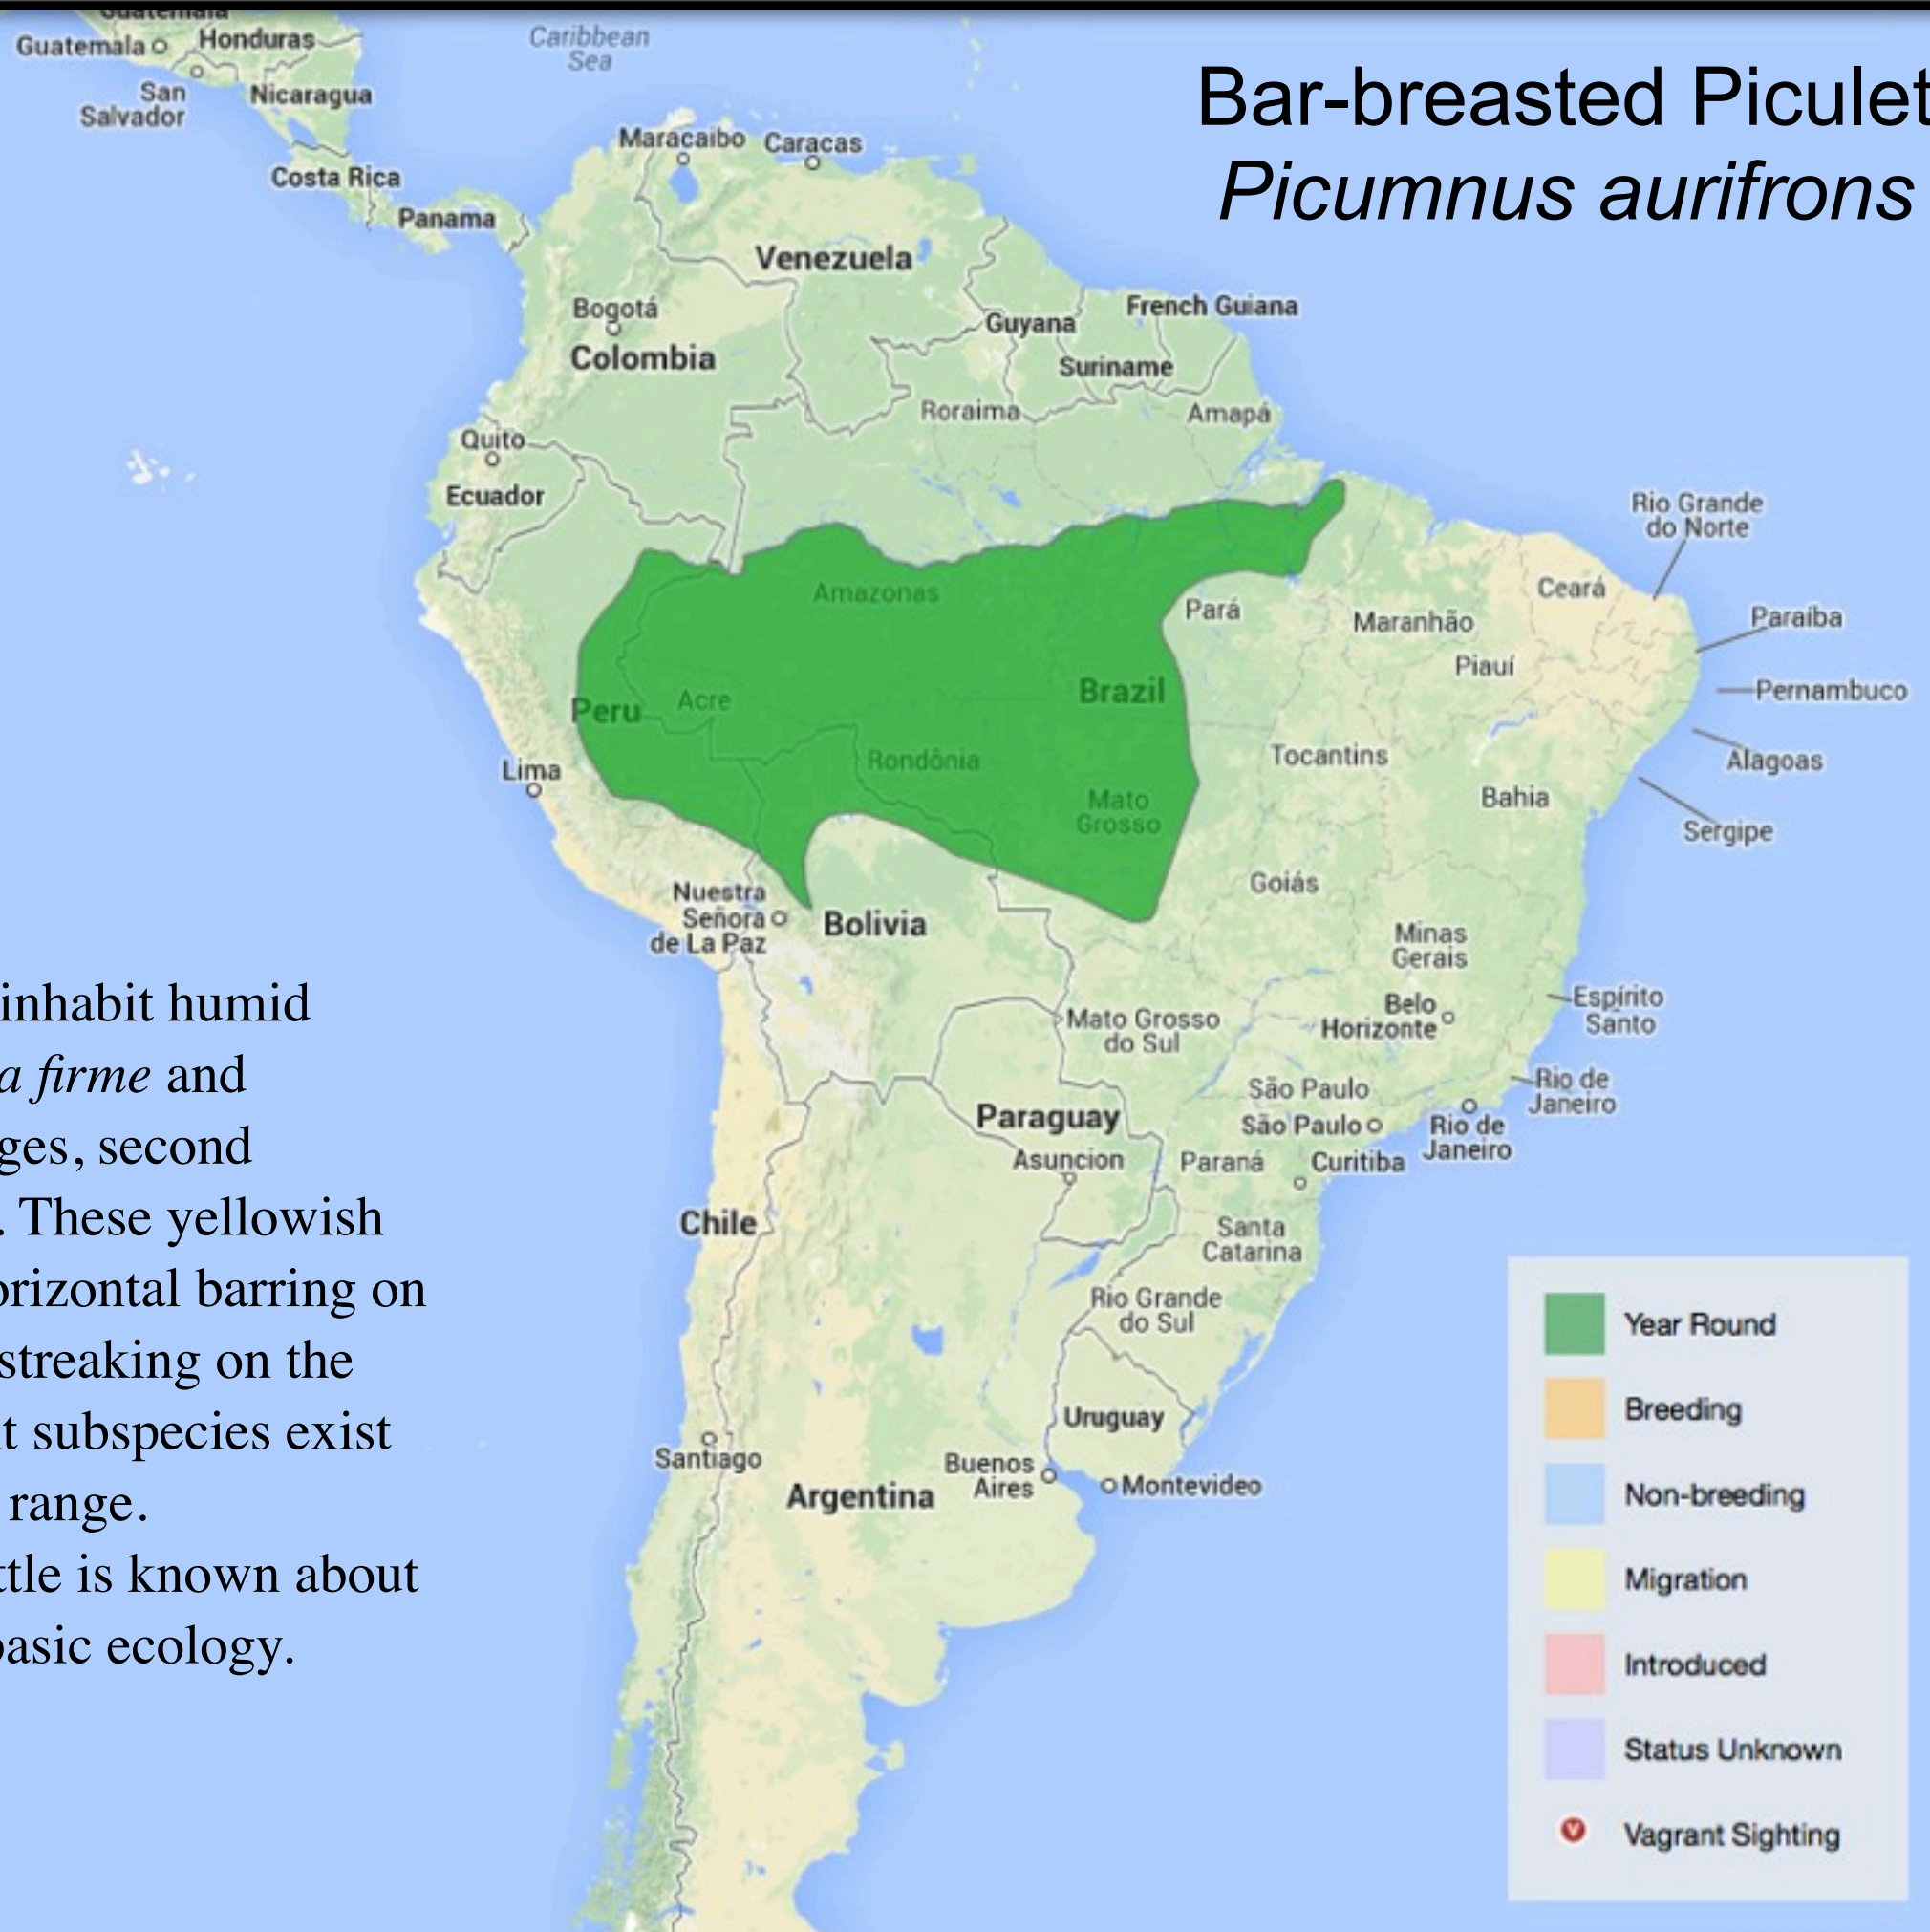 Guatemala
Guatemala
Honduras
San
Salvador
Nicaragua
Costa Rica
Panama
Caribbean
Sea
Bar-breasted Piculet
Picumnus aurifrons
Maracaibo
Caracas
Venezuela
Bogotá
Colombia
Guyana
French Guiana
Suriname
Roraima
Amapá
Quito
Ecuador
Rio Grande
do Norte
Amazonas
Pará
Ceará
Maranhão
Paraíba
Piauí
Peru
Acre
Brazil
Pernambuco
Rondônia
Tocantins
Alagoas
Lima
Mato
Grosso
Bahia
Sergipe
Goiás
Nuestra
Señora
de La Paz
Bolivia
Minas
Gerais
Belo
Horizonte
Espírito
Santo
Mato Grosso
do Sul
São Paulo
Rio de
Janeiro
Paraguay
São Paulo
Rio de
Janeiro
Asuncion
Paraná
Curitiba
Chile
Santa
Catarina
Rio Grande
do Sul
Uruguay
Santiago
Buenos
Aires
Montevideo
Argentina
inhabit humid
a firme and
ges, second
. These yellowish
orizontal barring on
streaking on the
t subspecies exist
range.
ttle is known about
basic ecology.
Year Round
Breeding
Non-breeding
Migration
Introduced
Status Unknown
V
Vagrant Sighting